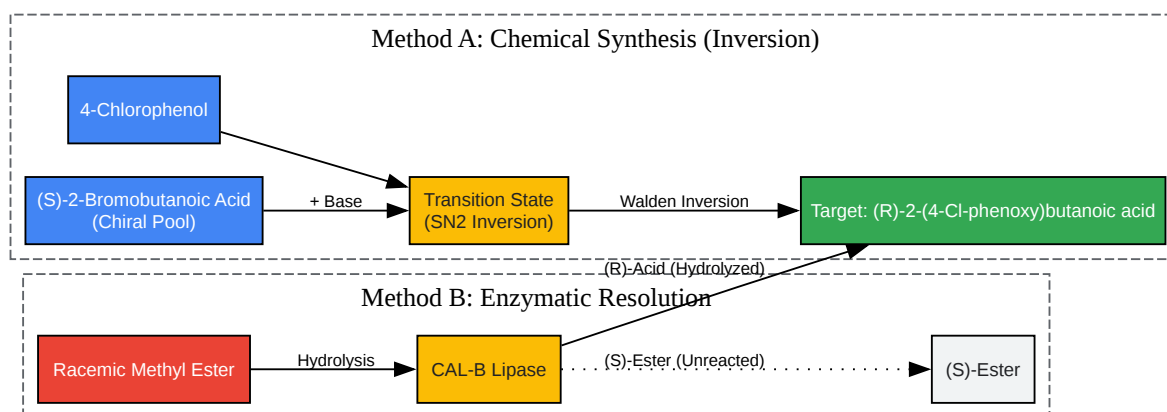 Method A: Chemical Synthesis (Inversion)
4-Chlorophenol
(S)-2-Bromobutanoic Acid
(Chiral Pool)
+ Base
Transition State
(SN2 Inversion)
Walden Inversion
Target: (R)-2-(4-Cl-phenoxy)butanoic acid
(R)-Acid (Hydrolyzed)
Method B: Enzymatic Resolution
Racemic Methyl Ester
Hydrolysis
CAL-B Lipase
(S)-Ester (Unreacted)
(S)-Ester